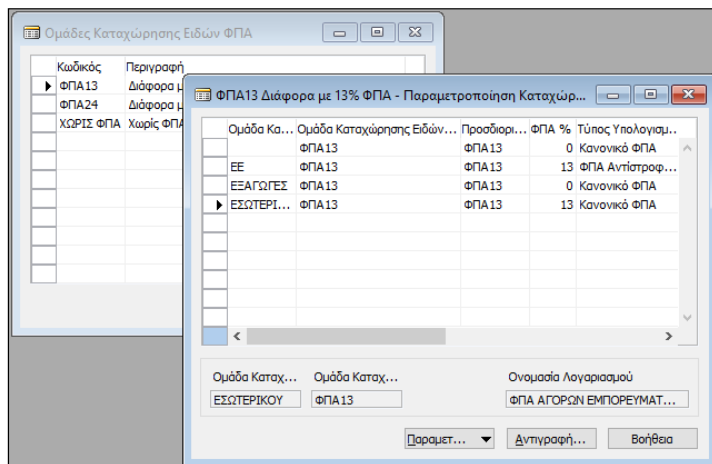 Ομάδες Καταχώρησης Ειδών ΦΠΑ
Κωδικός Περιγραφή
ΦΠΑ13 Διάφορα μ
ΦΠΑ24 Διάφορα μ
ΧΩΡΙΣ ΦΠΑ Χωρίς ΦΠΑ
ΦΠΑ13 Διάφορα με 13% ΦΠΑ - Παραμετροποίηση Καταχώρ...
Ομάδα Κα... Ομάδα Καταχώρησης Ειδών... Προσδιορι... ΦΠΑ % Τύπος Υπολογισμ..
ΦΠΑ13 ΦΠΑ13 0 Κανονικό ΦΠΑ
ΕΕ ΦΠΑ13 ΦΠΑ13 13 ΦΠΑ Αντίστροφ...
ΕΞΑΓΩΓΕΣ ΦΠΑ13 ΦΠΑ13 0 Κανονικό ΦΠΑ
ΕΣΩΤΕΡΙ... ΦΠΑ13 ΦΠΑ13 13 Κανονικό ΦΠΑ
Ομάδα Καταχ... Ομάδα Καταχ... Ονομασία Λογαριασμού
ΕΣΩΤΕΡΙΚΟΥ ΦΠΑ13 ΦΠΑ ΑΓΟΡΩΝ ΕΜΠΟΡΕΥΜΑΤ...
Παραμετ... Αντιγραφή... Βοήθεια